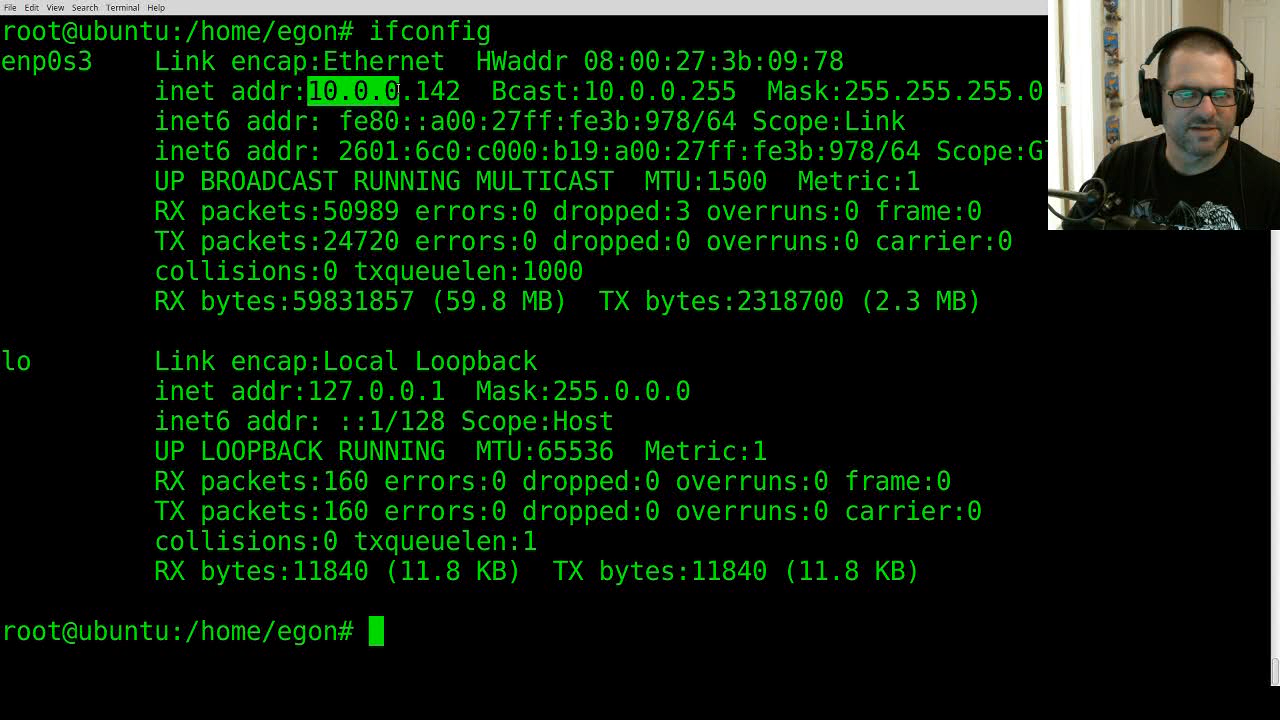 File Edit View Search Terminal Help
root@ubuntu:/home/egon# ifconfig
enp0s3 Link encap:Ethernet HWaddr 08:00:27:3b:09:78
inet addr:10.0.0.142 Bcast:10.0.0.255 Mask:255.255.255.0
inet6 addr: fe80::a00:27ff:fe3b:978/64 Scope:Link
inet6 addr: 2601:6c0:c000:b19:a00:27ff:fe3b:978/64 Scope:G
UP BROADCAST RUNNING MULTICAST MTU:1500 Metric:1
RX packets:50989 errors:0 dropped:3 overruns:0 frame:0
TX packets:24720 errors:0 dropped:0 overruns:0 carrier:0
collisions:0 txqueuelen:1000
RX bytes:59831857 (59.8 MB) TX bytes:2318700 (2.3 MB)
lo Link encap:Local Loopback
inet addr:127.0.0.1 Mask:255.0.0.0
inet6 addr: ::1/128 Scope:Host
UP LOOPBACK RUNNING MTU:65536 Metric:1
RX packets:160 errors:0 dropped:0 overruns:0 frame:0
TX packets:160 errors:0 dropped:0 overruns:0 carrier:0
collisions:0 txqueuelen:1
RX bytes:11840 (11.8 KB) TX bytes:11840 (11.8 KB)
root@ubuntu:/home/egon#